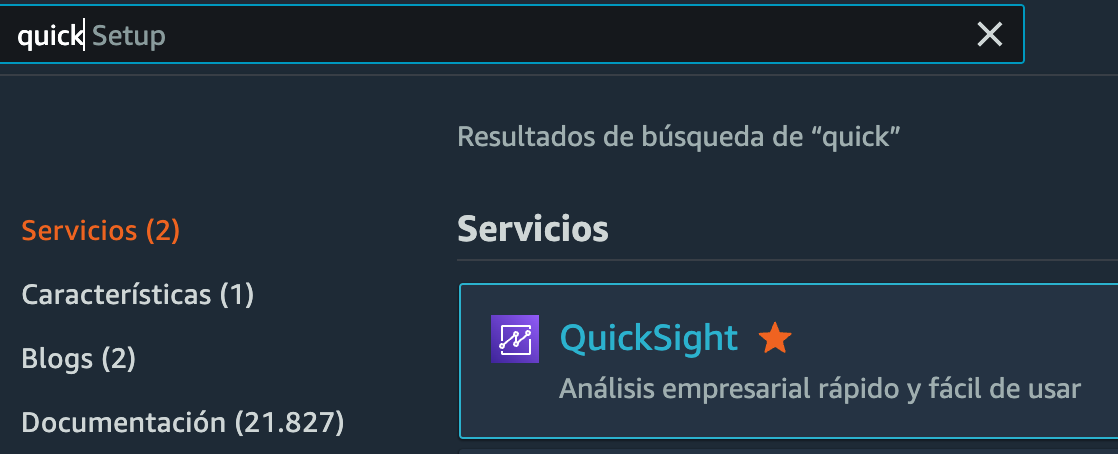 quick Setup
Resultados de búsqueda de “quick”
Servicios (2)
Características (1)
Blogs (2)
Documentación (21.827)
Servicios
QuickSight
Análisis empresarial rápido y fácil de usar